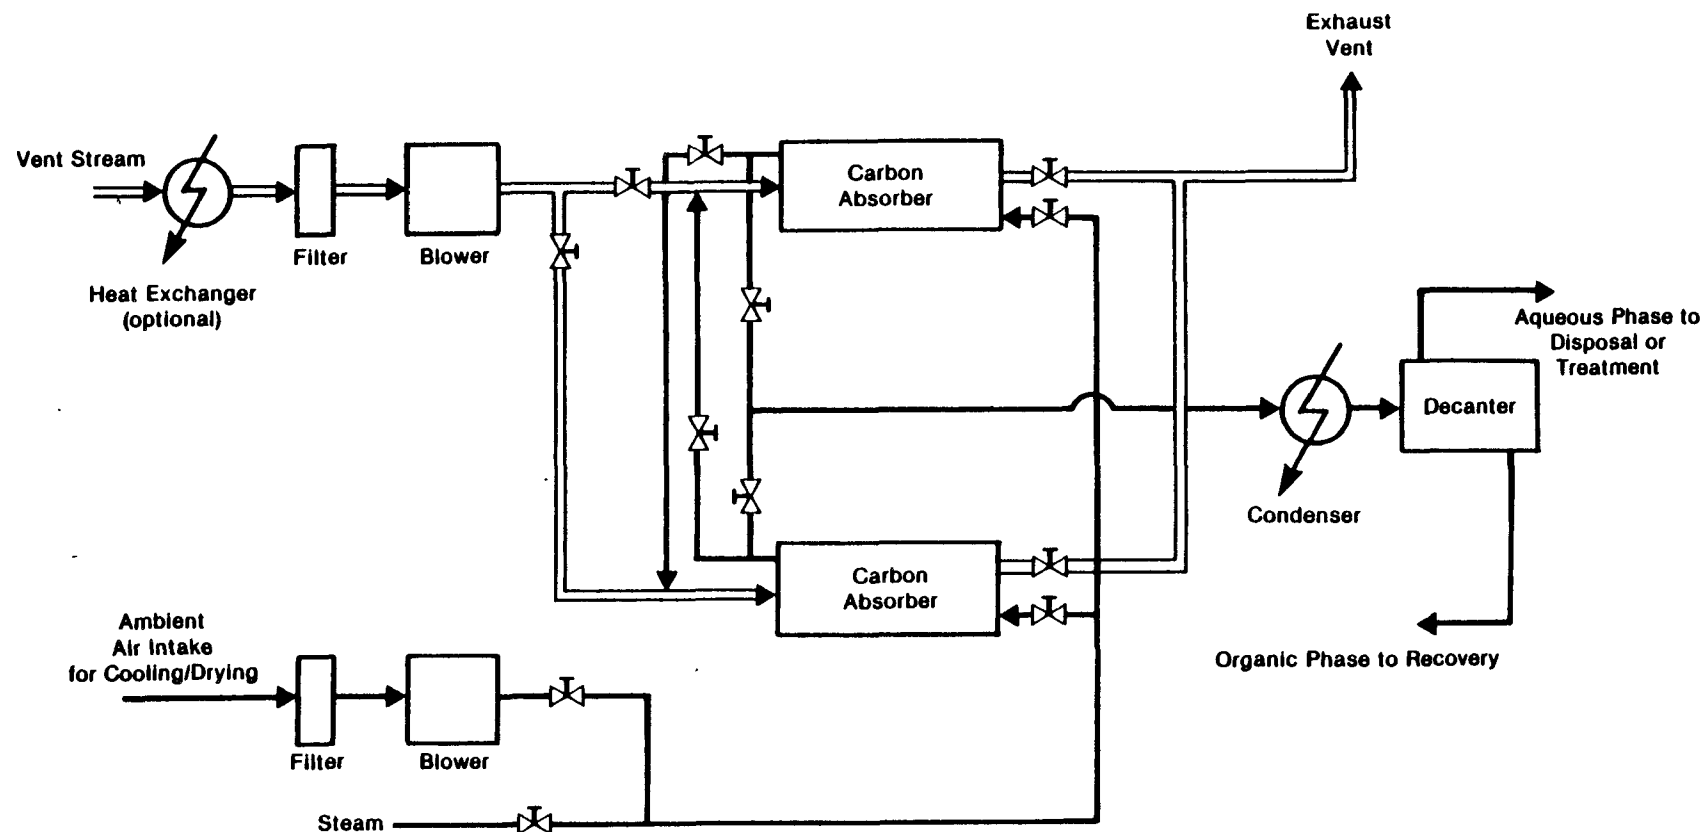 Exhaust
Vent
Vent Stream
Carbon
Absorber
Filter
Blower
Heat Exchanger
(optional)
Aqueous Phase to
Disposal or
Treatment
Decanter
Condenser
Carbon
Absorber
Ambient
Air Intake
for Cooling/Drying
Organic Phase to Recovery
Filter
Blower
Steam